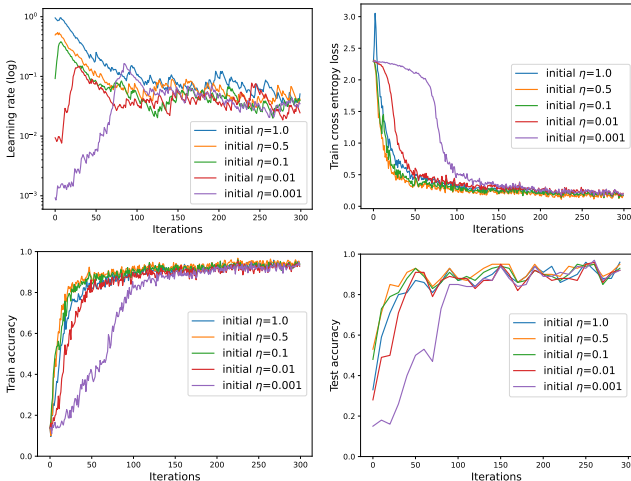 Learning rate (log)
10⁰
10⁻¹
10⁻²
10⁻³
initial η=1.0
initial η=0.5
initial η=0.1
initial η=0.01
initial η=0.001
0 50 100 150 200 250 300
Iterations
Train cross entropy loss
3.0
2.5
2.0
1.5
1.0
0.5
0.0
initial η=1.0
initial η=0.5
initial η=0.1
initial η=0.01
initial η=0.001
0 50 100 150 200 250 300
Iterations
Train accuracy
1.0
0.8
0.6
0.4
0.2
0.0
initial η=1.0
initial η=0.5
initial η=0.1
initial η=0.01
initial η=0.001
0 50 100 150 200 250 300
Iterations
Test accuracy
1.0
0.8
0.6
0.4
0.2
0.0
initial η=1.0
initial η=0.5
initial η=0.1
initial η=0.01
initial η=0.001
0 50 100 150 200 250 300
Iterations